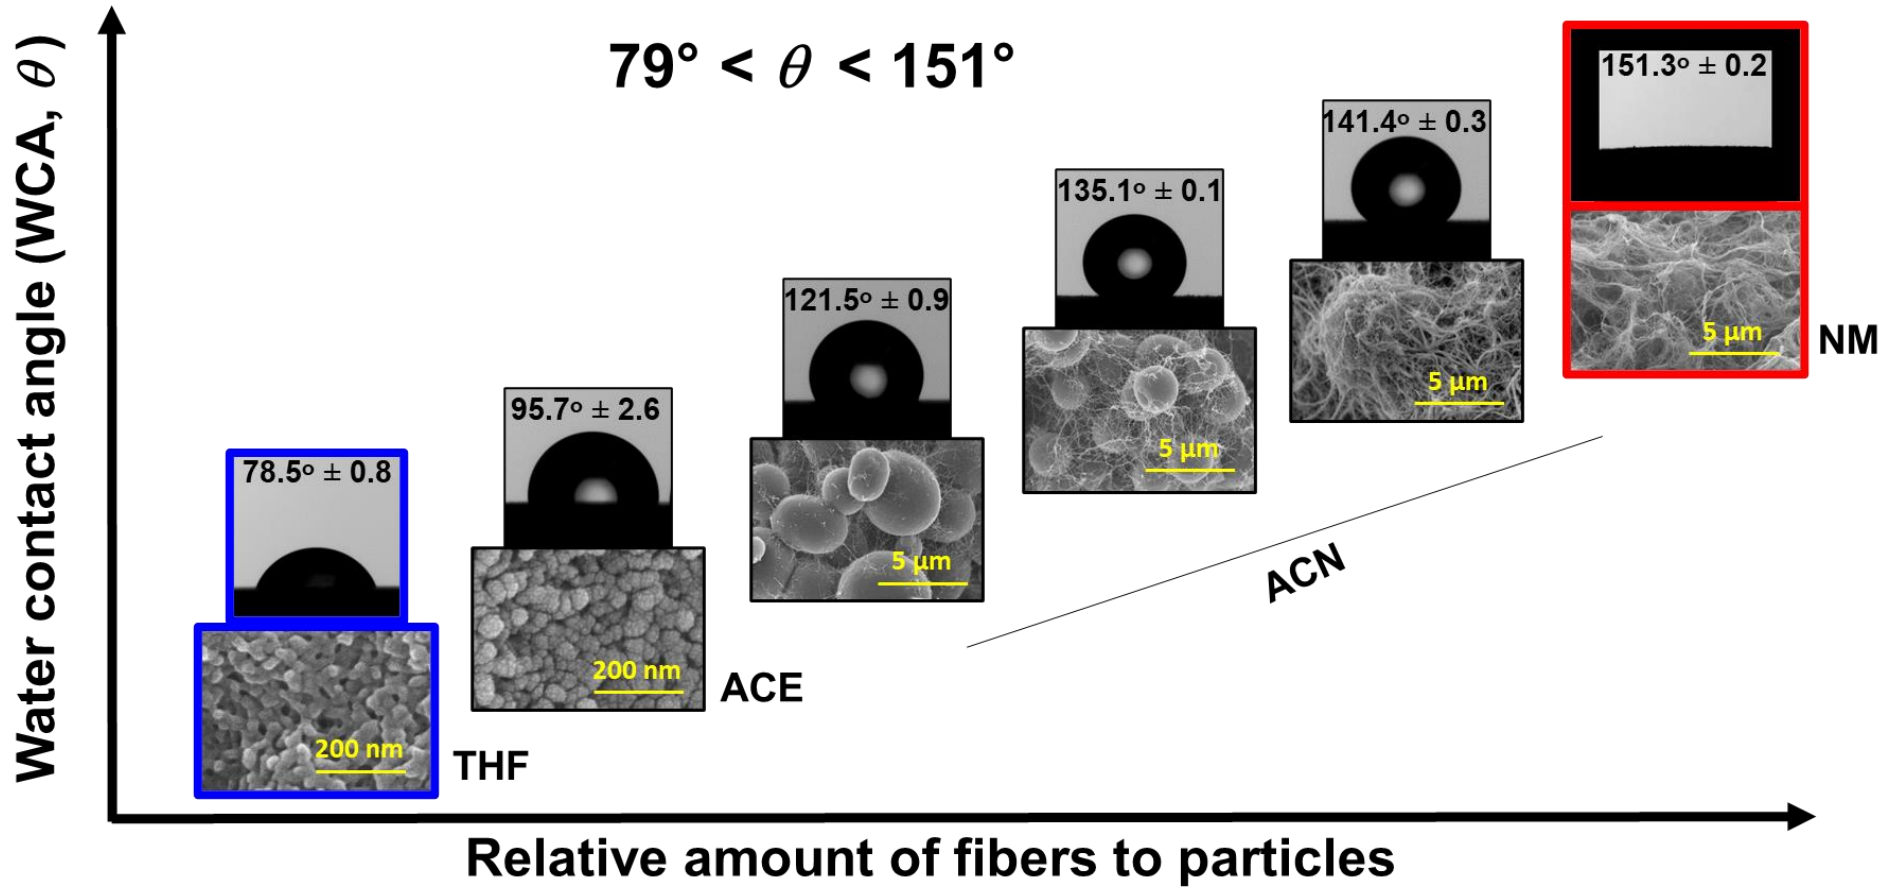 Water contact angle (WCA, θ)
79° < θ < 151°
78.5° ± 0.8
200 nm
THF
95.7° ± 2.6
200 nm
ACE
121.5° ± 0.9
5 µm
135.1° ± 0.1
5 µm
141.4° ± 0.3
5 µm
ACN
151.3° ± 0.2
5 µm
NM
Relative amount of fibers to particles